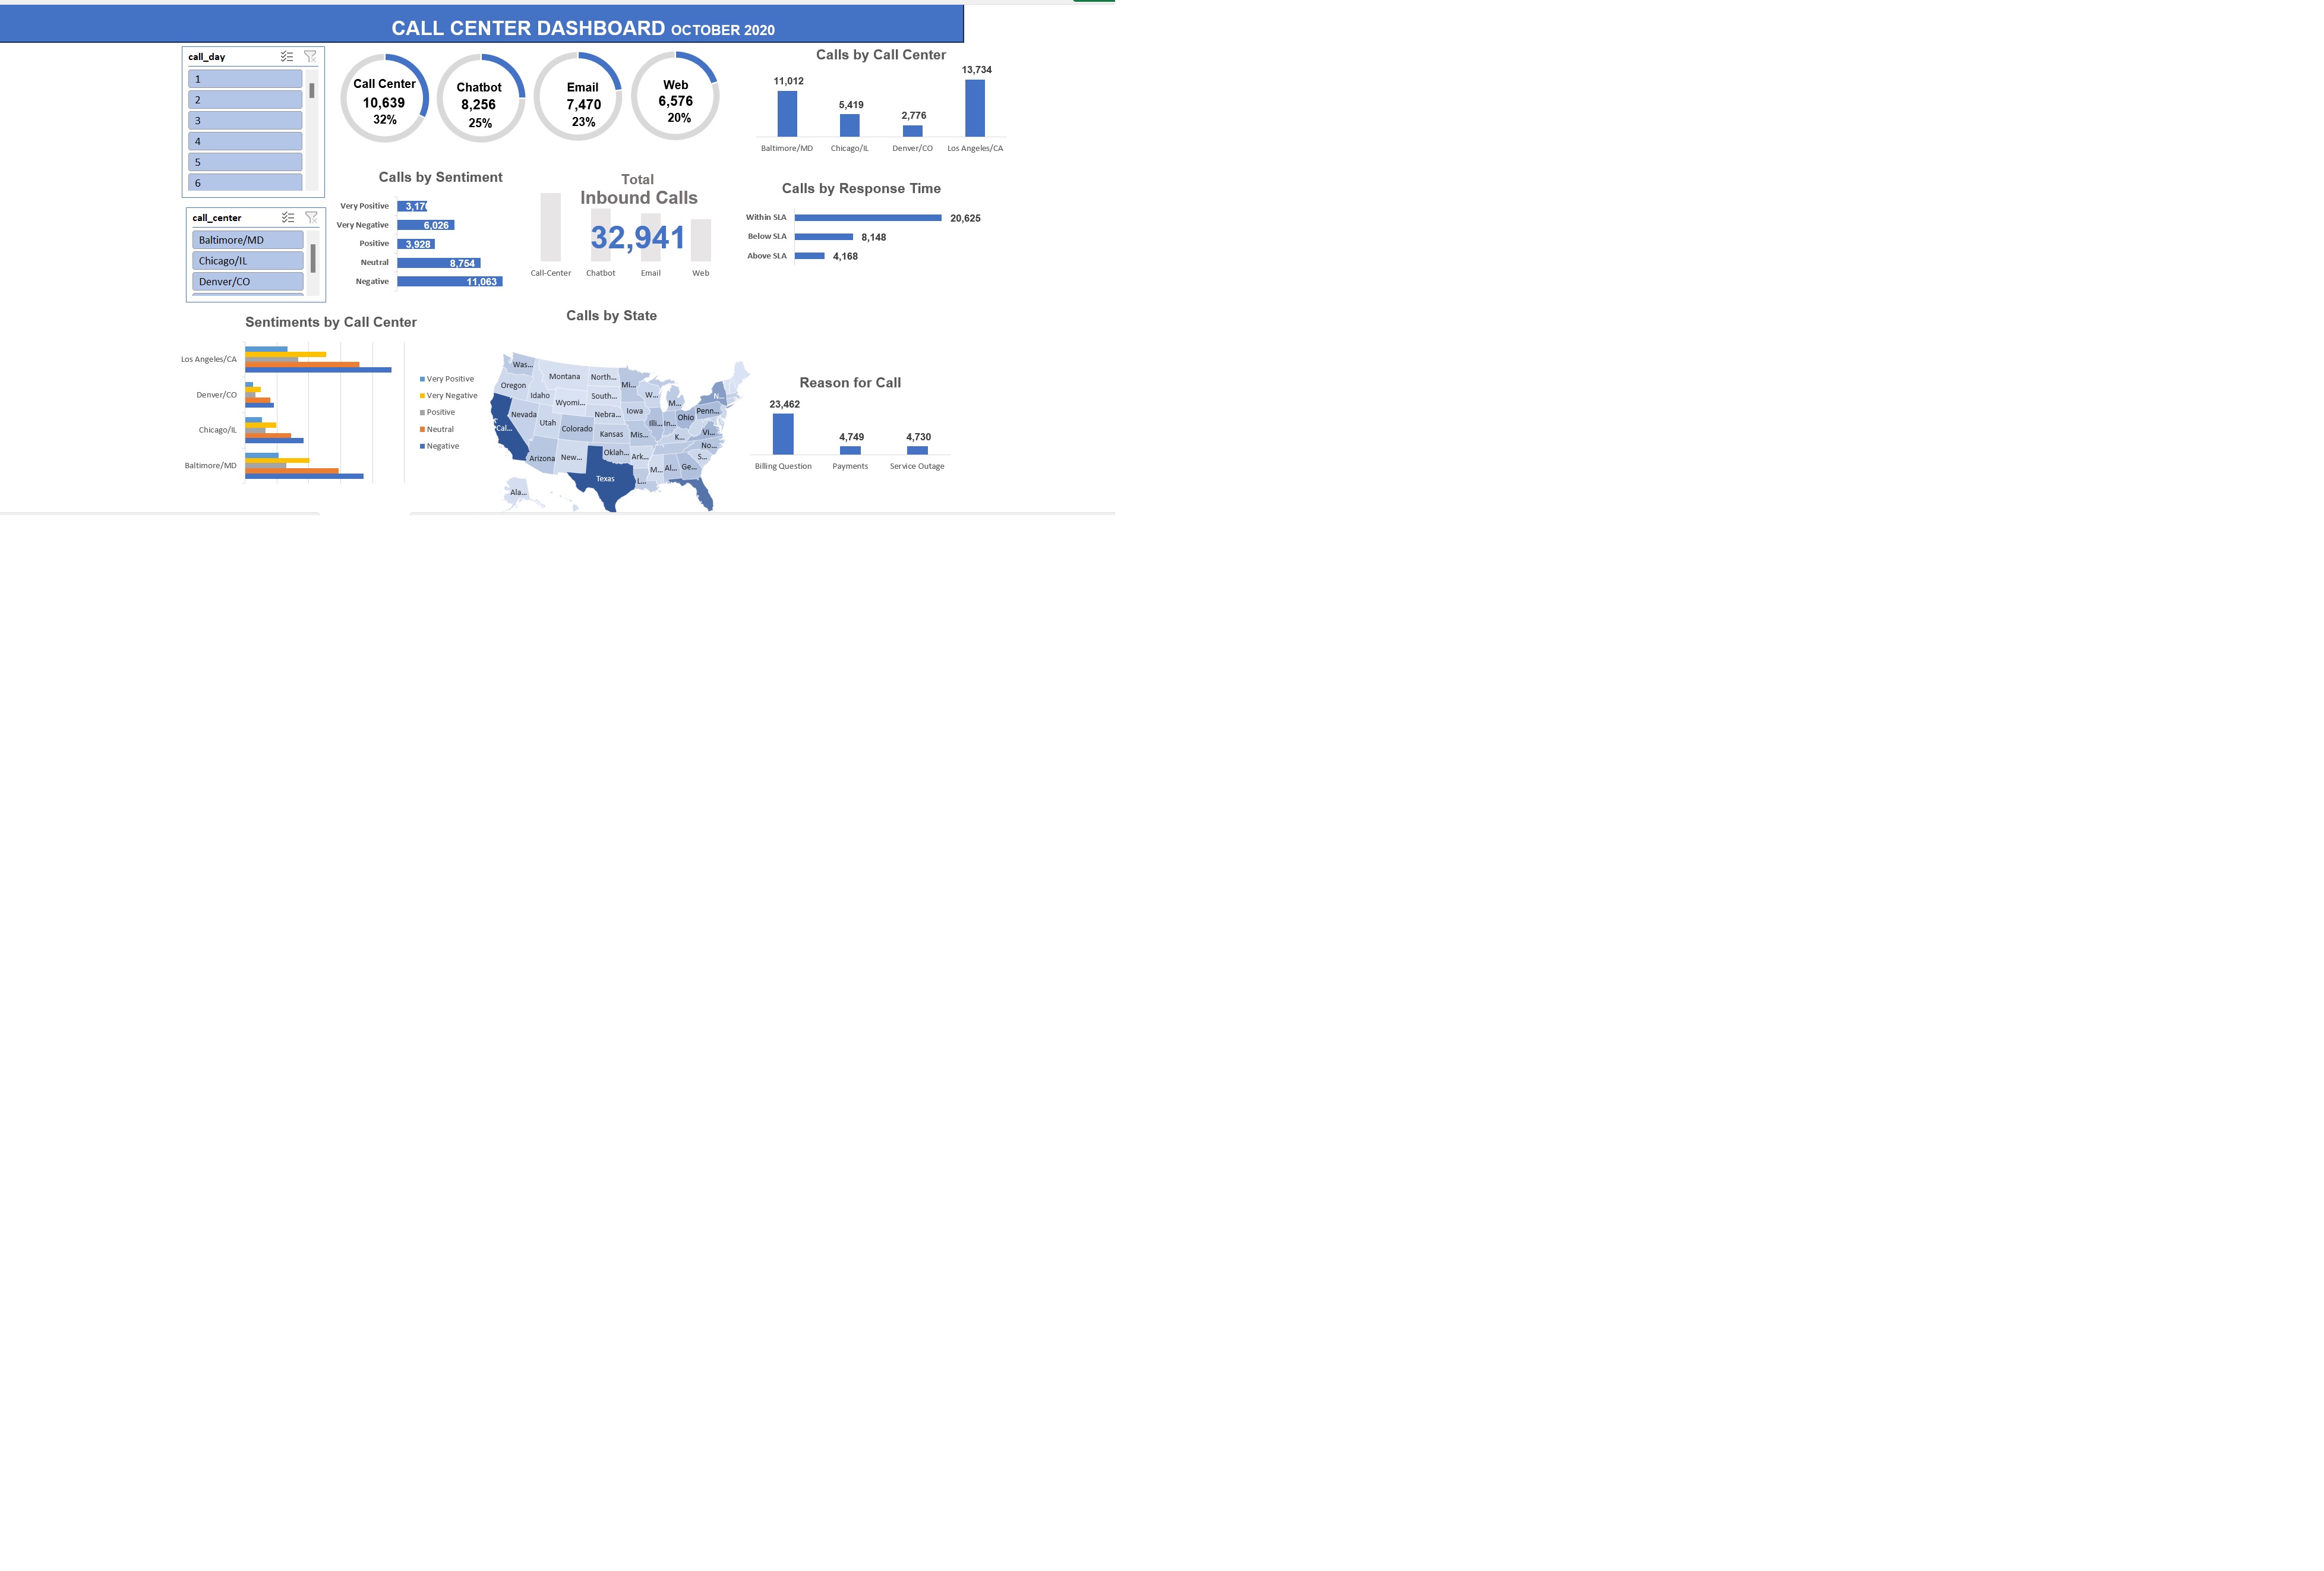 CALL CENTER DASHBOARD OCTOBER 2020
call_day
1
2
3
4
5
6
call_center
Baltimore/MD
Chicago/IL
Denver/CO
Call Center
10,639
32%
Chatbot
8,256
25%
Email
7,470
23%
Web
6,576
20%
Calls by Call Center
11,012
5,419
2,776
13,734
Baltimore/MD
Chicago/IL
Denver/CO
Los Angeles/CA
Calls by Sentiment
Very Positive
Very Negative 6,026
Positive 3,928
Neutral 8,754
Negative 11,063
Total
Inbound Calls
32,941
Call-Center
Chatbot
Email
Web
Calls by Response Time
Within SLA 20,625
Below SLA 8,148
Above SLA 4,168
Sentiments by Call Center
Los Angeles/CA
Denver/CO
Chicago/IL
Baltimore/MD
Very Positive
Very Negative
Positive
Neutral
Negative
Calls by State
Was...
Oregon
Montana
North...
Mi...
Idaho
Wyomi...
South...
W...
M...
N...
Nevada
Utah
Colorado
Nebra...
Iowa
Illi...
In...
Ohio
Penn...
Cal...
Kansas
Mis...
K...
Vi...
No...
Arizona
New...
Oklah...
Ark...
S...
M...
Al...
Ge...
Texas
L...
Ala...
Reason for Call
23,462
4,749
4,730
Billing Question
Payments
Service Outage